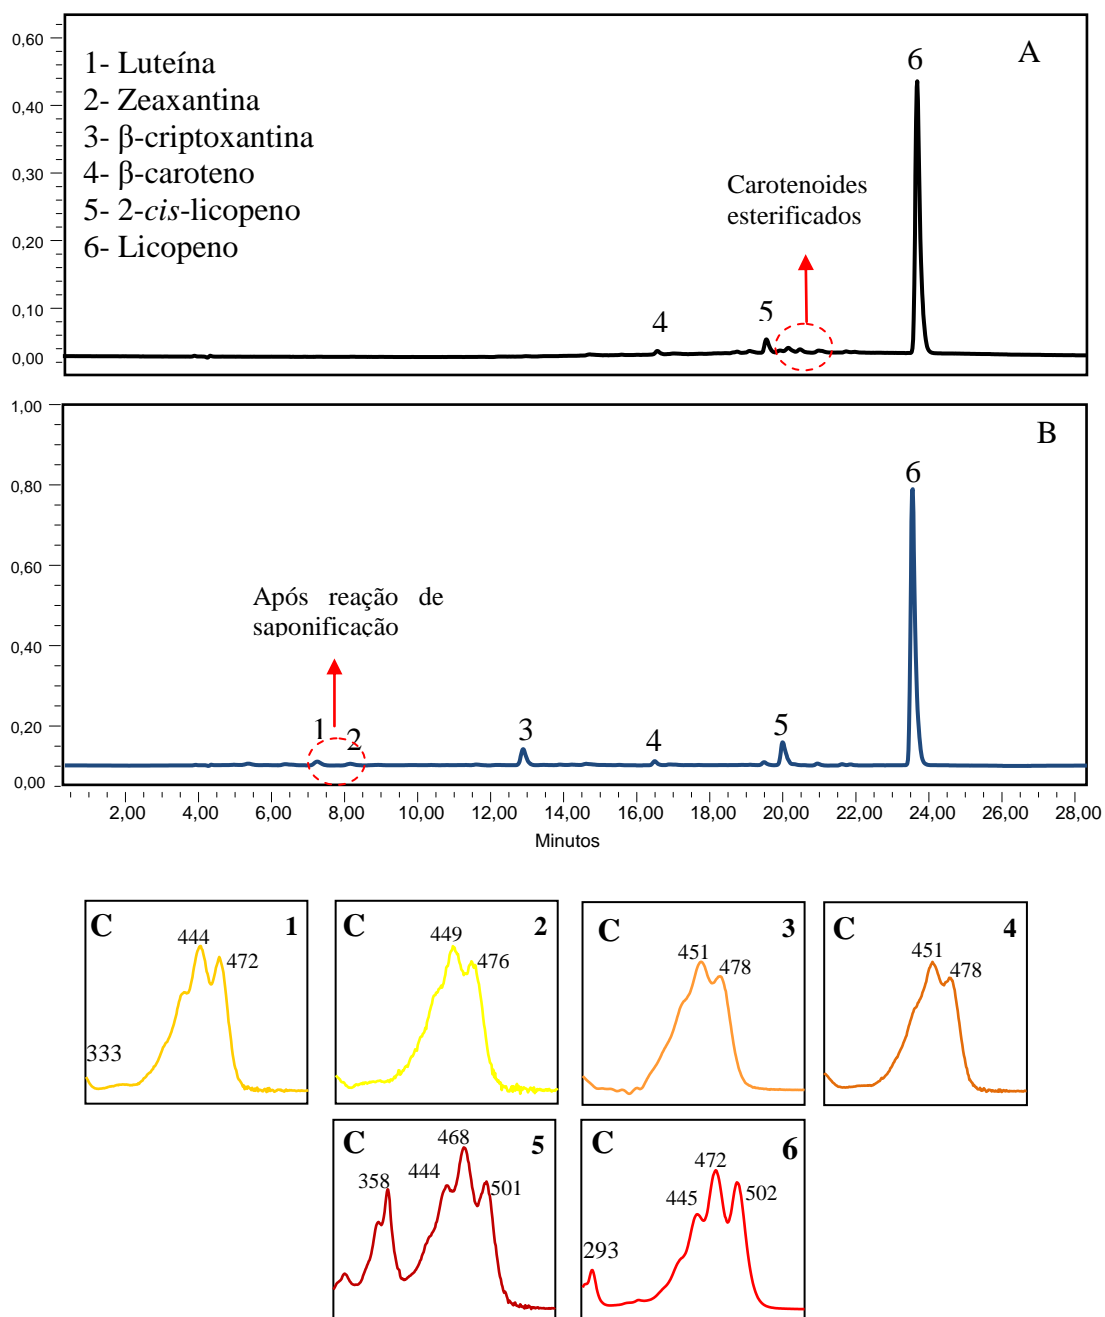 0,60
0,40
0,30
0,20
0,10
0,00
1- Luteína
2- Zeaxantina
3- β-criptoxantina
4- β-caroteno
5- 2-cis-licopeno
6- Licopeno
A
6
Carotenoides
esterificados
4
5
1,00
0,80
0,60
0,40
0,20
0,00
B
6
Após reação de
saponificação
1
2
3
4
5
2,00 4,00 6,00 8,00 10,00 12,00 14,00 16,00 18,00 20,00 22,00 24,00 26,00 28,00
Minutos
C 1
444
472
333
C 2
449
476
C 3
451
478
C 4
451
478
C 5
468
444
358
501
C 6
472
445
502
293